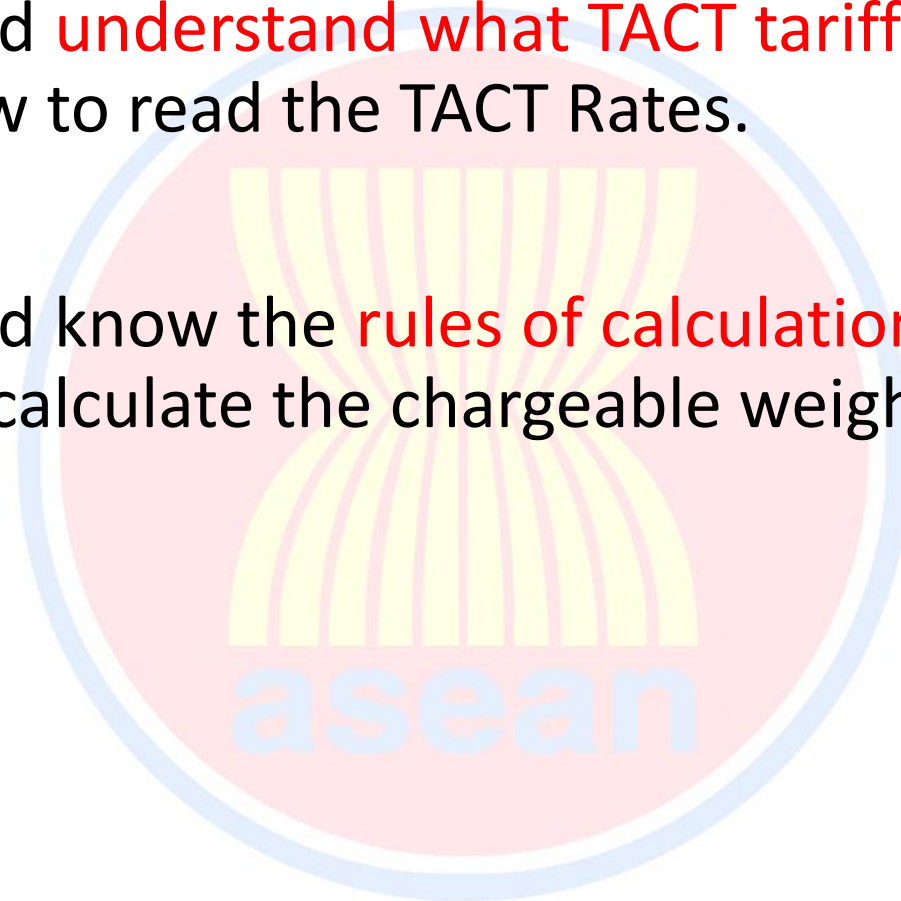 d understand what TACT tariff
w to read the TACT Rates.
d know the rules of calculation
calculate the chargeable weigh
asean